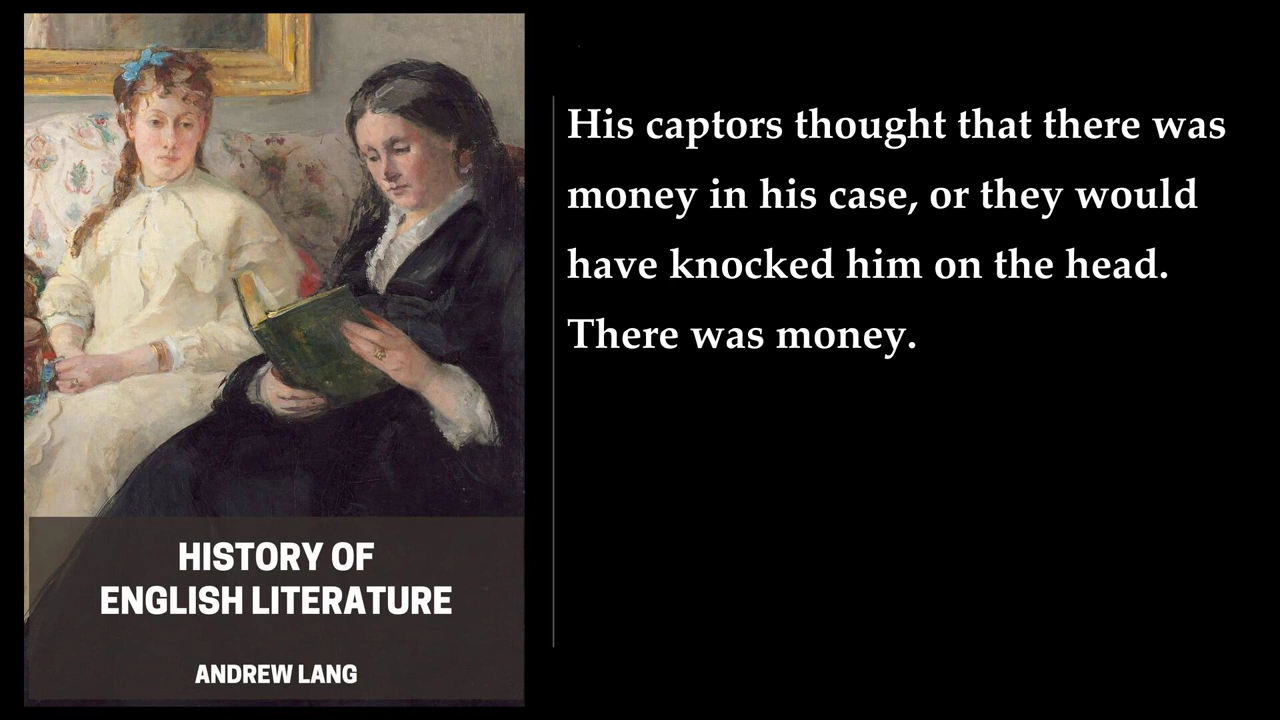 HISTORY OF
ENGLISH LITERATURE
ANDREW LANG
His captors thought that there was
money in his case, or they would
have knocked him on the head.
There was money.